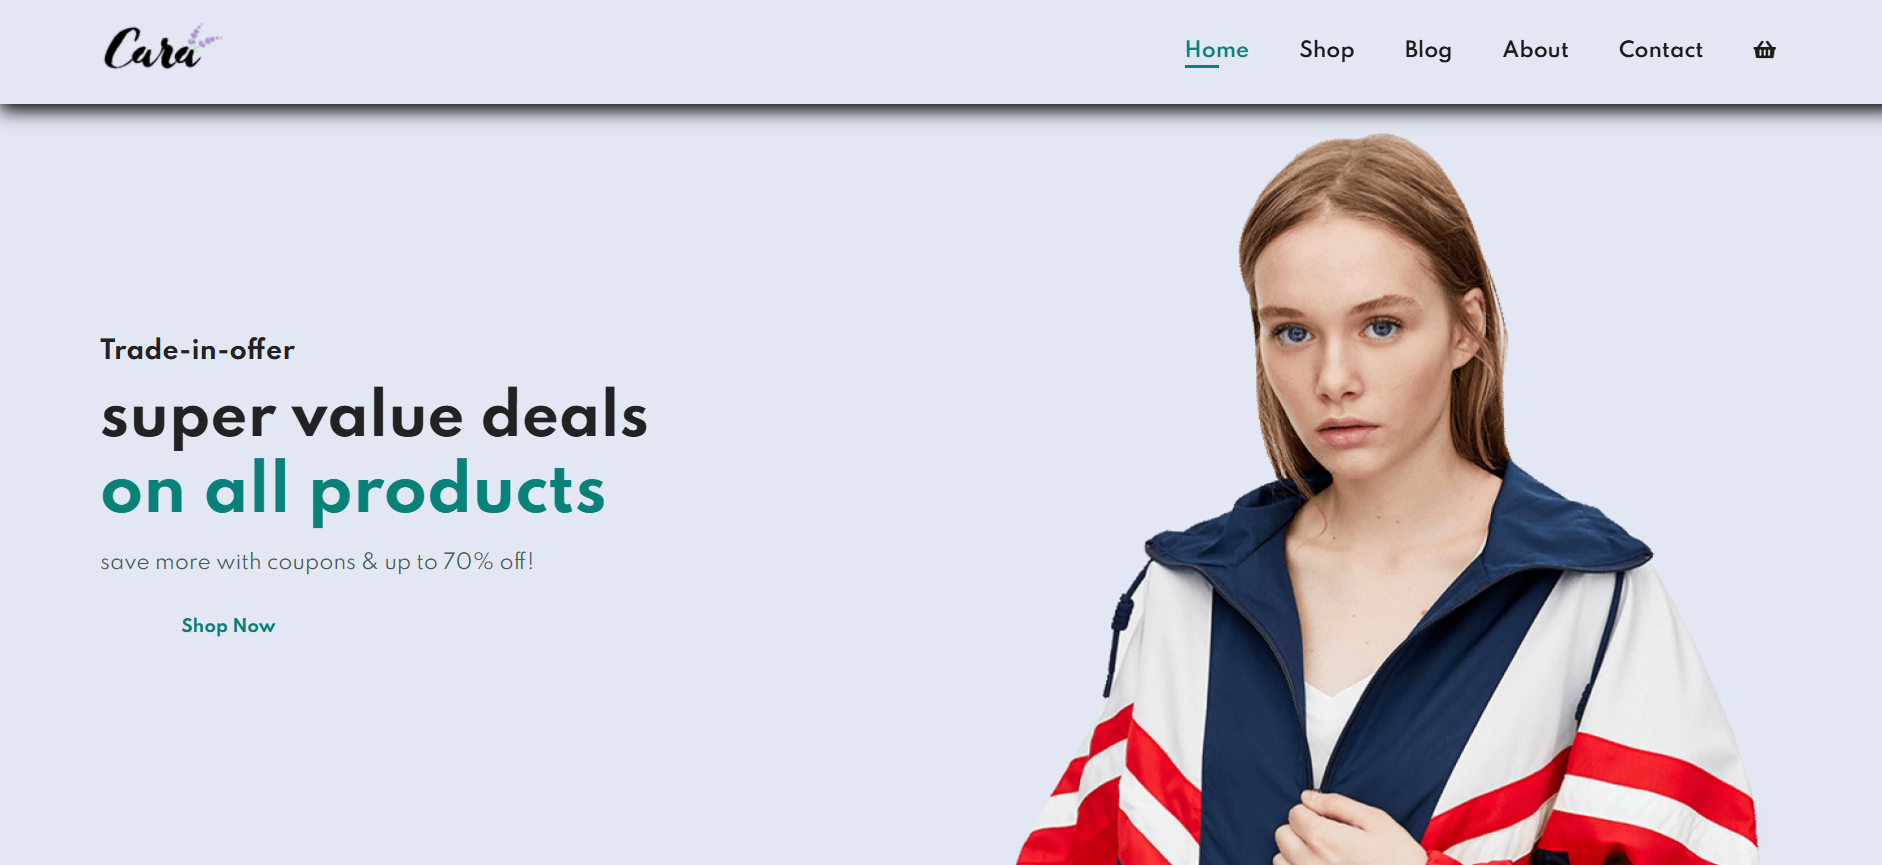 Cara
Home Shop Blog About Contact
Trade-in-offer
super value deals
on all products
save more with coupons & up to 70% off!
Shop Now